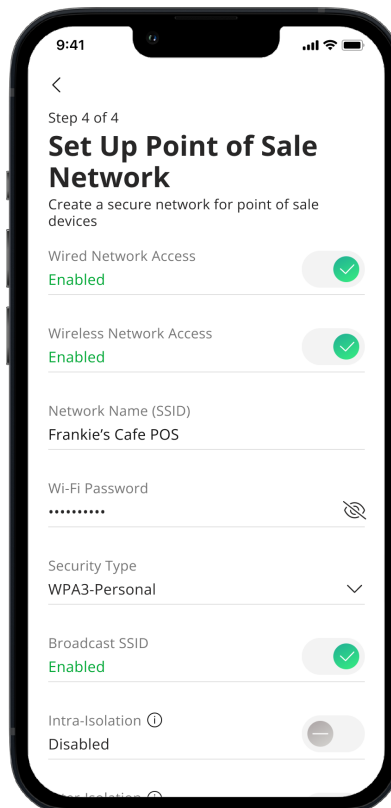 9:41
Step 4 of 4
Set Up Point of Sale
Network
Create a secure network for point of sale
devices
Wired Network Access
Enabled
Wireless Network Access
Enabled
Network Name (SSID)
Frankie’s Cafe POS
Wi-Fi Password
••••••••••
Security Type
WPA3-Personal
Broadcast SSID
Enabled
Intra-Isolation
Disabled